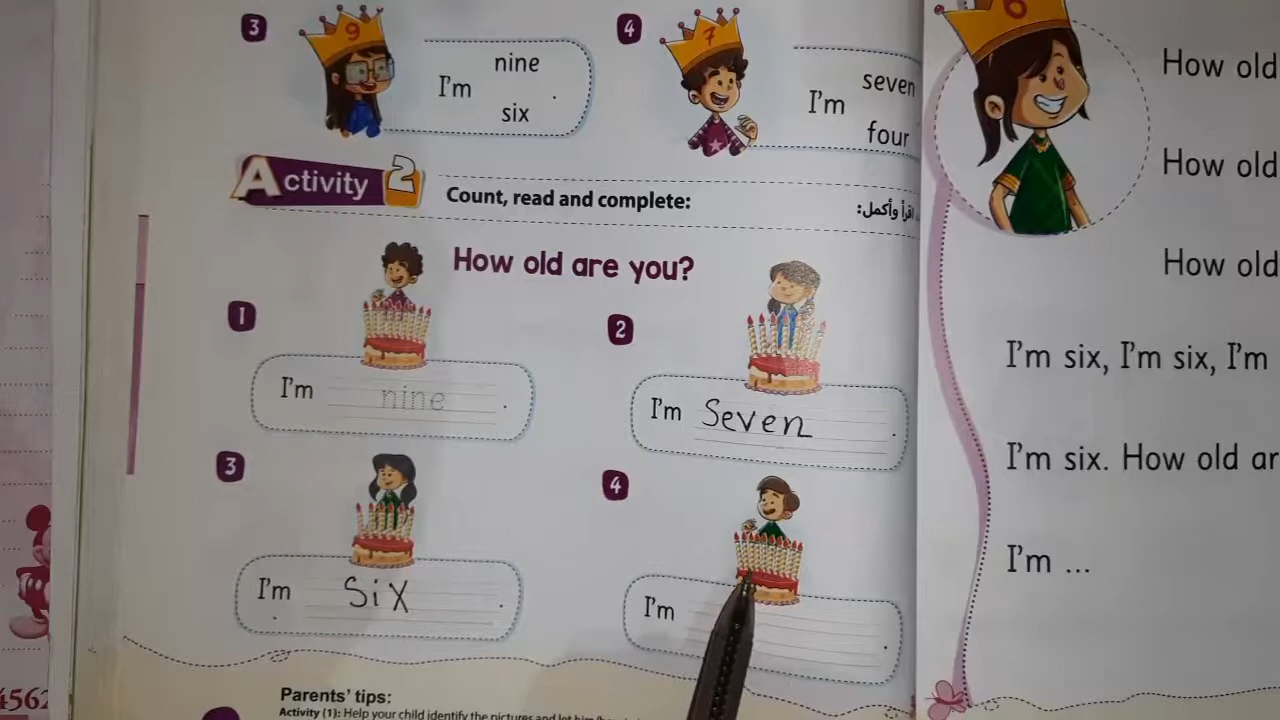 3
9
I'm
nine
six
.
4
7
I'm
seven
four
Activity 2
Count, read and complete:
اقرأ وأكمل:
How old are you?
1
I'm nine .
2
I'm Seven .
3
I'm Six .
4
I'm .
Parents' tips:
Activity (1): Help your child identify the pictures and let
4562
6
How old
How old
How old
I'm six, I'm six, I'm
I'm six. How old ar
I'm ...